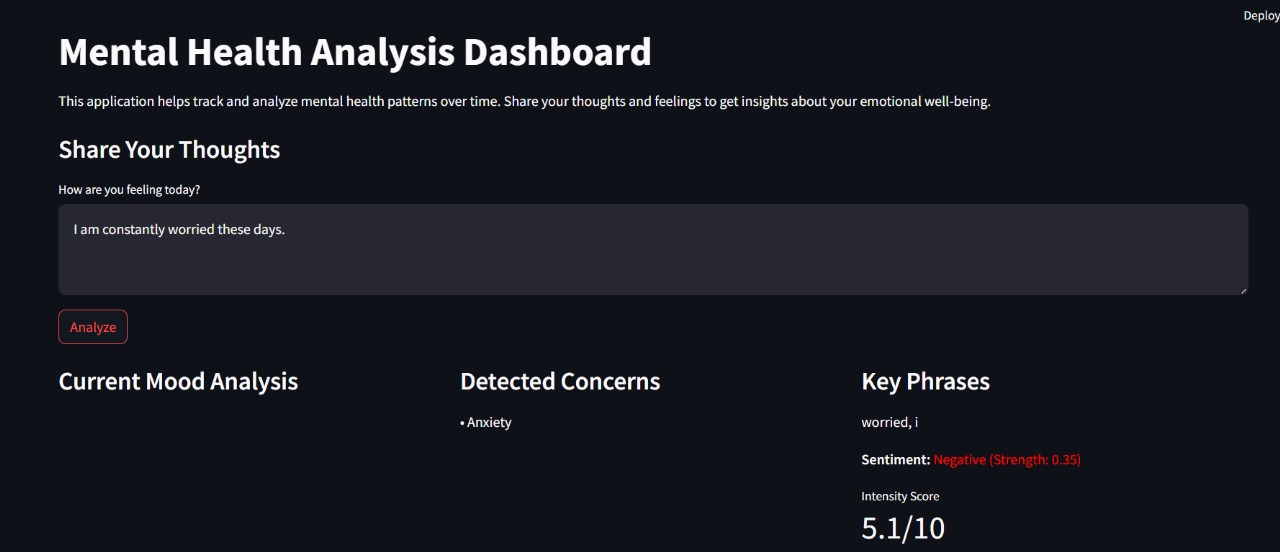 Deploy
Mental Health Analysis Dashboard
This application helps track and analyze mental health patterns over time. Share your thoughts and feelings to get insights about your emotional well-being.
Share Your Thoughts
How are you feeling today?
I am constantly worried these days.
Analyze
Current Mood Analysis
Detected Concerns
• Anxiety
Key Phrases
worried, i
Sentiment: Negative (Strength: 0.35)
Intensity Score
5.1/10